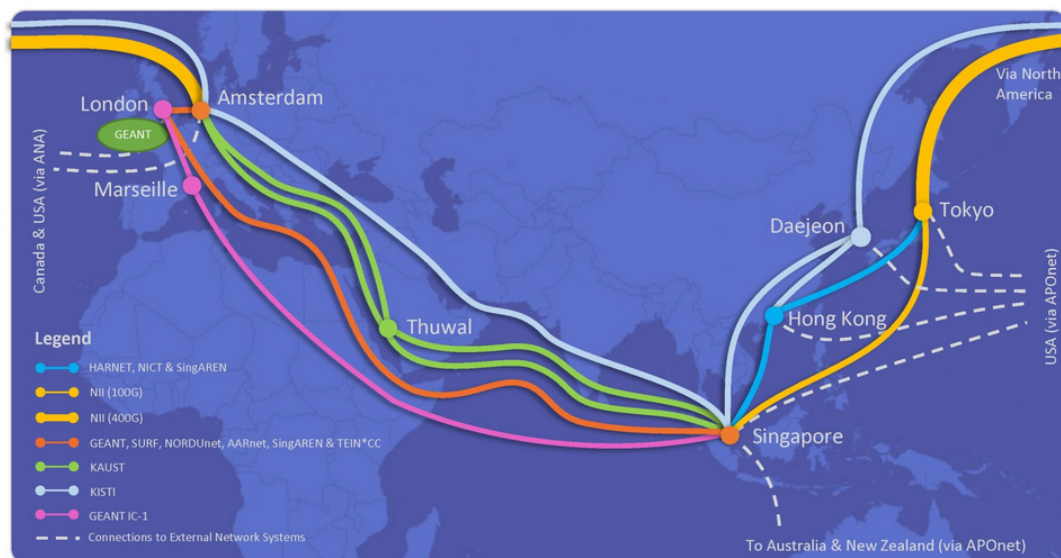 Via North
America
London
Amsterdam
GEANT
Canada & USA (via ANA)
Marseille
Tokyo
Daejeon
USA (via APOnet)
Hong Kong
Thuwal
Legend
HARNET, NICT & SingAREN
NII (100G)
NII (400G)
GEANT, SURF, NORDUnet, AARnet, SingAREN & TEIN*CC
KAUST
KISTI
GEANT IC-1
Connections to External Network Systems
Singapore
To Australia & New Zealand (via APOnet)